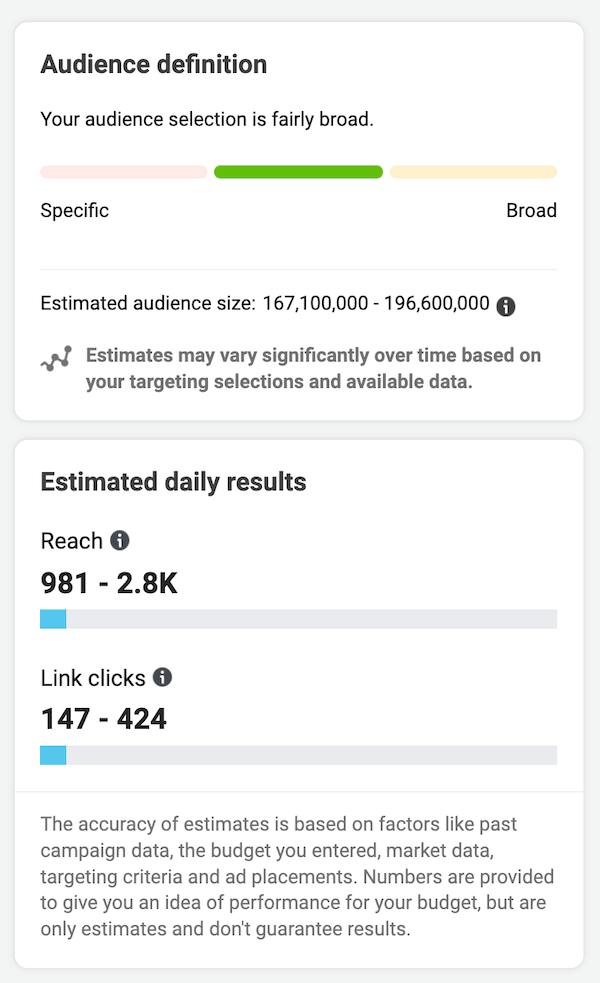 Audience definition
Your audience selection is fairly broad.
Specific
Broad
Estimated audience size: 167,100,000 - 196,600,000
Estimates may vary significantly over time based on
your targeting selections and available data.
Estimated daily results
Reach
981 - 2.8K
Link clicks
147 - 424
The accuracy of estimates is based on factors like past
campaign data, the budget you entered, market data,
targeting criteria and ad placements. Numbers are provided
to give you an idea of performance for your budget, but are
only estimates and don't guarantee results.